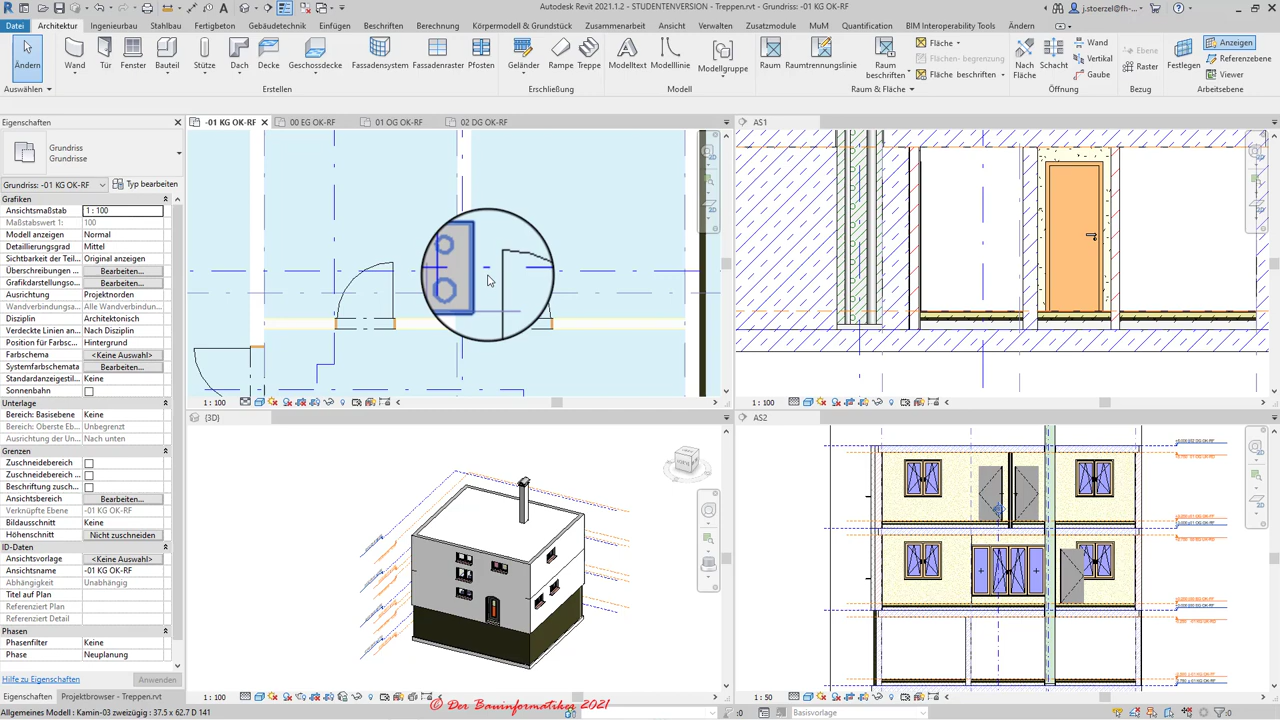 Autodesk Revit 2021.1.2 - STUDENTENVERSION - Treppen.rvt - Grundriss: -01 KG OK-RF
j.stoerzel@fh-...
Datei Architektur Ingenieurbau Stahlbau Fertigteile Gebäudetechnik Einfügen Beschriften Berechnung Körpermodell & Grundstück Zusammenarbeit Ansicht Verwalten Zusatzmodule MuM Quantification BIM Interoperability Tools Ändern
Ändern Wand Tür Fenster Bauteil Stütze Dach Decke Geschossdecke Fassadensystem Fassadenraster Pfosten Geländer Rampe Treppe Modelltext Modelllinie Modellgruppe Raum Raumtrennungslinie Raum beschriften
Fläche
Flächen- begrenzung
Fläche beschriften
Nach Fläche Schacht
Wand
Vertikal
Gaube
Ebene
Raster
Festlegen
Anzeigen
Referenzebene
Viewer
Auswählen Erstellen Erschließung Modell Raum & Fläche Öffnung Bezug Arbeitsebene
Eigenschaften
-01 KG OK-RF 00 EG OK-RF 01 OG OK-RF 02 DG OK-RF
AS1
Grundriss
Grundrisse
Grundriss: -01 KG OK-RF Typ bearbeiten
Grafiken
Ansichtsmaßstab 1 : 100
Maßstabswert 1: 100
Modell anzeigen Normal
Detaillierungsgrad Mittel
Sichtbarkeit der Teil... Original anzeigen
Überschreibungen ... Bearbeiten...
Grafikdarstellungso... Bearbeiten...
Ausrichtung Projektnorden
Wandverbindungsa... Alle Wandverbindun...
Disziplin Architektonisch
Verdeckte Linien an... Nach Disziplin
Position für Farbsc... Hintergrund
Farbschema <Keine Auswahl>
Systemfarbschemata Bearbeiten...
Standardanzeigestil... Keine
Sonnenbahn
Unterlage
Bereich: Basisebene Keine
Bereich: Oberste Eb... Unbegrenzt
Ausrichtung der Un... Nach unten
Grenzen
Zuschneidebereich
Zuschneidebereich ...
Beschriftung zusch...
Ansichtsbereich Bearbeiten...
Verknüpfte Ebene -01 KG OK-RF
Bildausschnitt Keine
Höhenschnitt Nicht zuschneiden
ID-Daten
Ansichtsvorlage <Keine Auswahl>
Ansichtsname -01 KG OK-RF
Abhängigkeit Unabhängig
Titel auf Plan
Referenziert Plan
Referenziert Detail
Phasen
Phasenfilter Keine
Phase Neuplanung
Hilfe zu Eigenschaften Anwenden
Eigenschaften Projektbrowser - Treppen.rvt
1 : 100
1 : 100
{3D}
AS2
1 : 100
1 : 100
© Der Bauinformatiker 2021
Allgemeines Modell : Kamin-03 - zweizügig : 37.5 x 62.7 D 14
:0 Basisvorlage :0